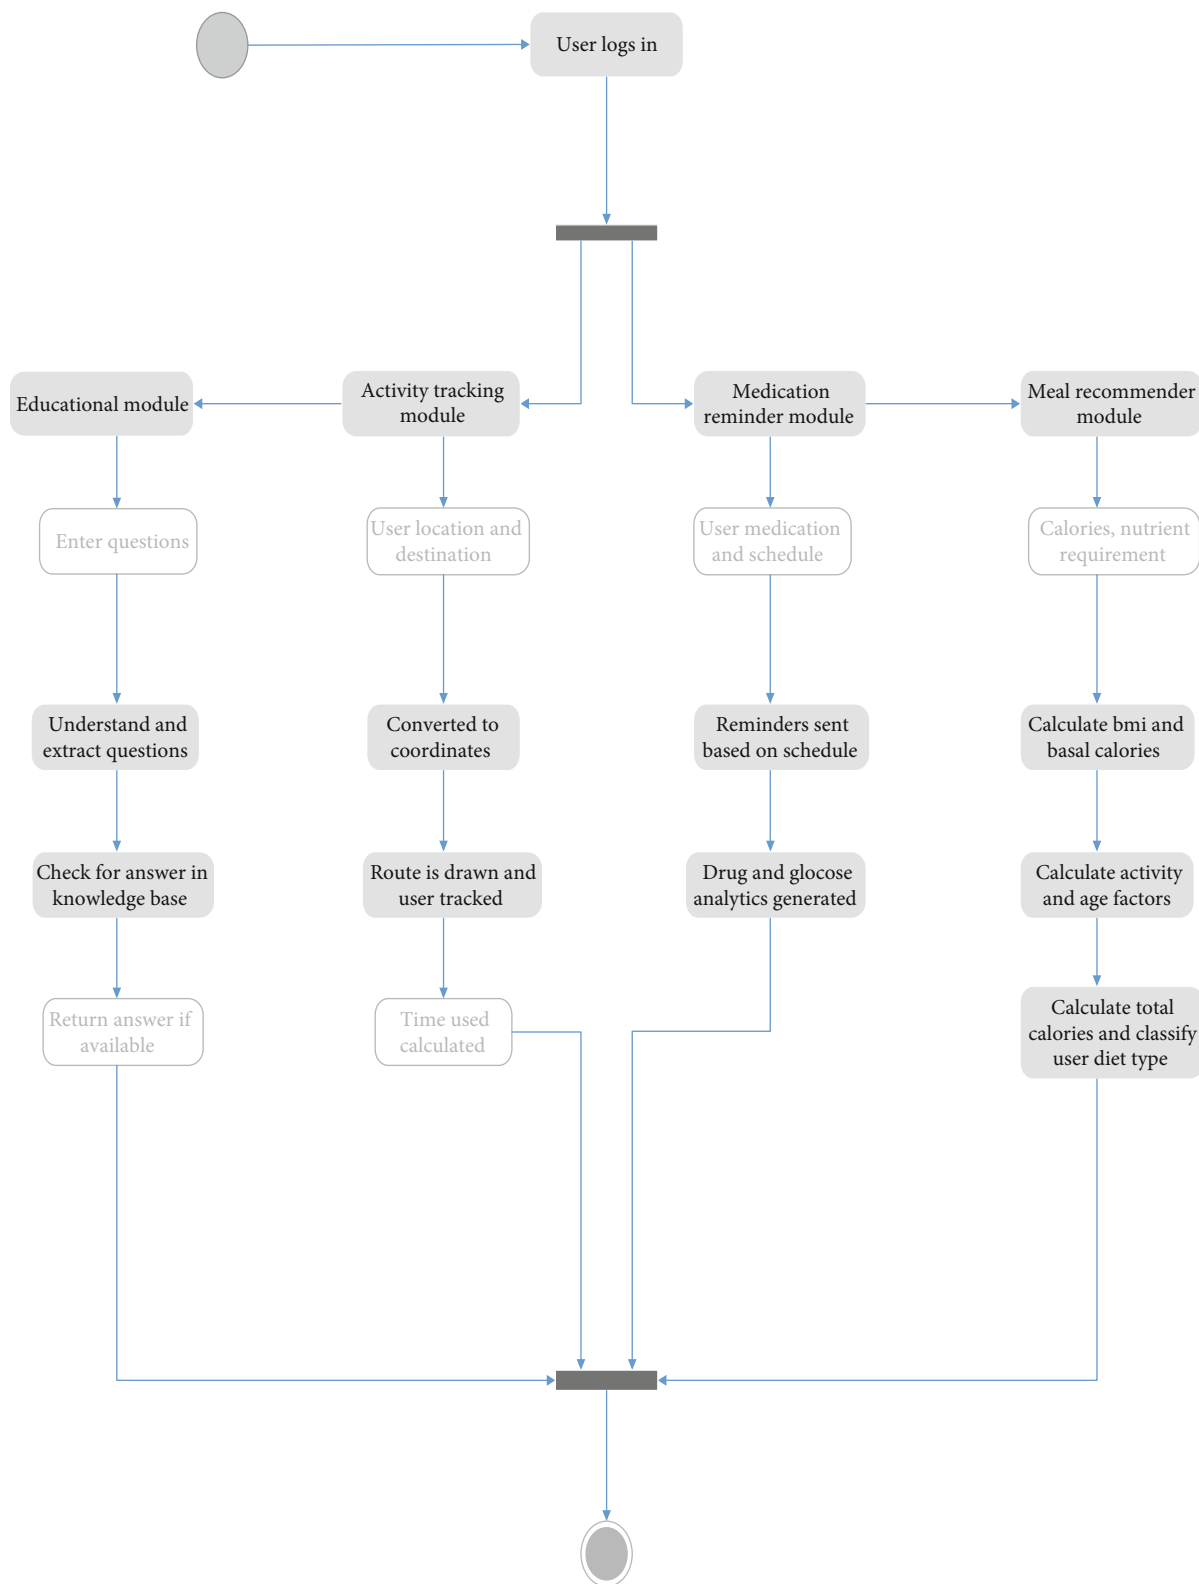 User logs in
Educational module
Activity tracking
module
Medication
reminder module
Meal recommender
module
Enter questions
User location and
destination
User medication
and schedule
Calories, nutrient
requirement
Understand and
extract questions
Converted to
coordinates
Reminders sent
based on schedule
Calculate bmi and
basal calories
Check for answer in
knowledge base
Route is drawn and
user tracked
Drug and glocose
analytics generated
Calculate activity
and age factors
Return answer if
available
Time used
calculated
Calculate total
calories and classify
user diet type